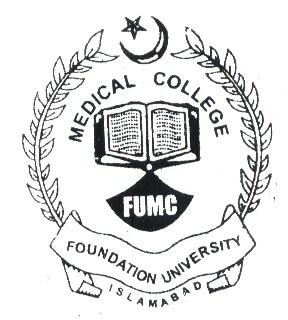 MEDICAL COLLEGE
FUMC
FOUNDATION UNIVERSITY
ISLAMABAD